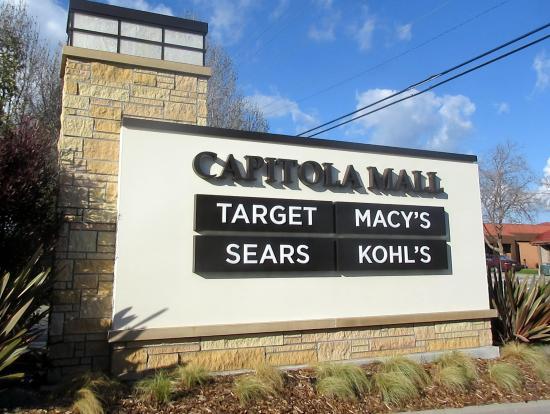 CAPITOLA MALL
TARGET MACY'S
SEARS KOHL'S